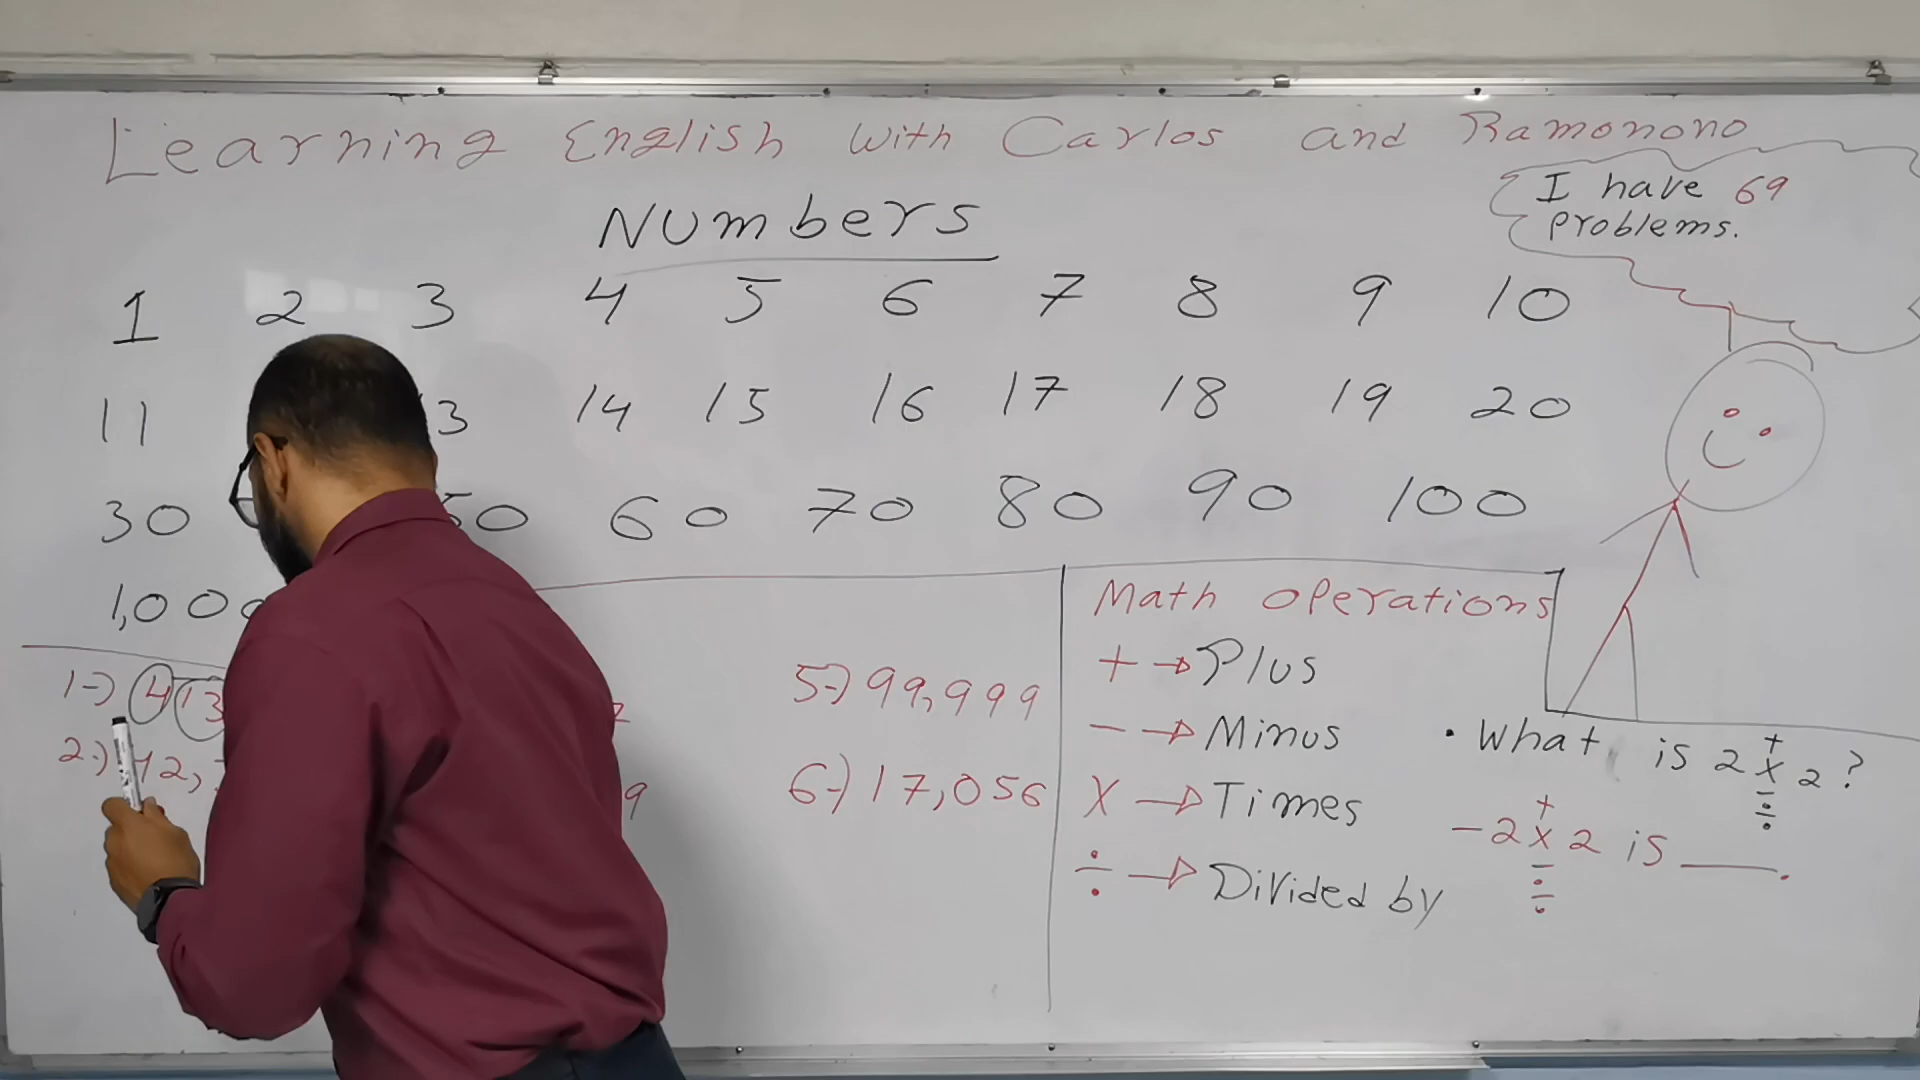 Learning English with Carlos and Ramonono
I have 69
problems.
Numbers
1 2 3 4 5 6 7 8 9 10
11 13 14 15 16 17 18 19 20
30 50 60 70 80 90 100
1,000
1-) 413
2-) 42,
5-) 99,999
6-) 17,056
Math operations
+ → Plus
- → Minus
x → Times
÷ → Divided by
• What is 2 + x - ÷ 2?
- 2 + x - ÷ 2 is ____.